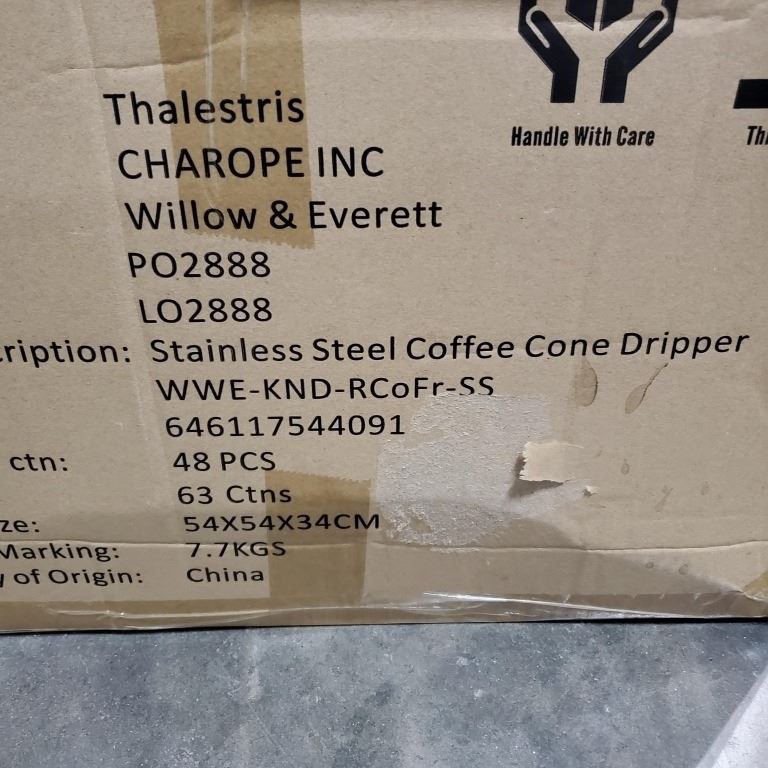 Handle With Care
Thalestris
CHAROPE INC
Willow & Everett
PO2888
LO2888
ription: Stainless Steel Coffee Cone Dripper
WWE-KND-RCoFr-SS
646117544091
ctn: 48 PCS
63 Ctns
ze: 54X54X34CM
Marking: 7.7KGS
y of Origin: China